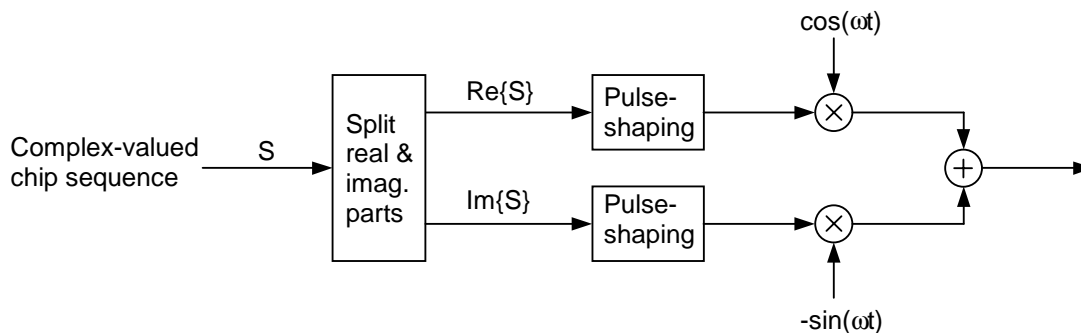 cos(ωt)
Complex-valued
chip sequence
S
Split
real &
imag.
parts
Re{S}
Pulse-
shaping
Im{S}
Pulse-
shaping
-sin(ωt)